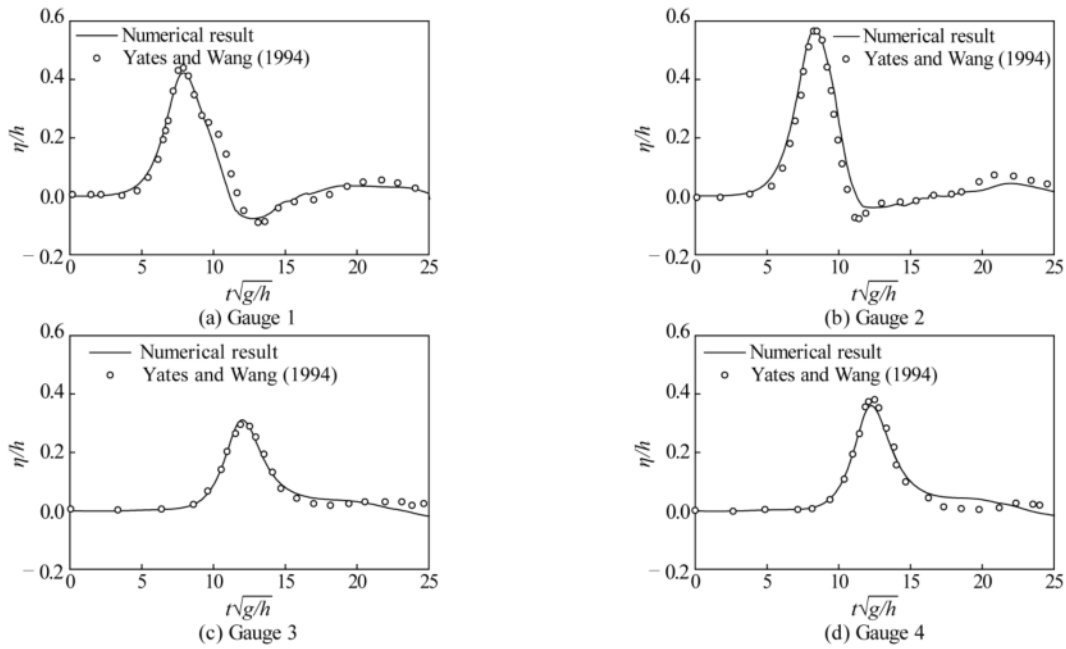 0.6
Numerical result
Yates and Wang (1994)
0.4
0.2
0.0
−0.2
η/h
0 5 10 15 20 25
t√g/h
(a) Gauge 1
0.6
Numerical result
Yates and Wang (1994)
0.4
0.2
0.0
−0.2
η/h
0 5 10 15 20 25
t√g/h
(b) Gauge 2
0.6
Numerical result
Yates and Wang (1994)
0.4
0.2
0.0
−0.2
η/h
0 5 10 15 20 25
t√g/h
(c) Gauge 3
0.6
Numerical result
Yates and Wang (1994)
0.4
0.2
0.0
−0.2
η/h
0 5 10 15 20 25
t√g/h
(d) Gauge 4